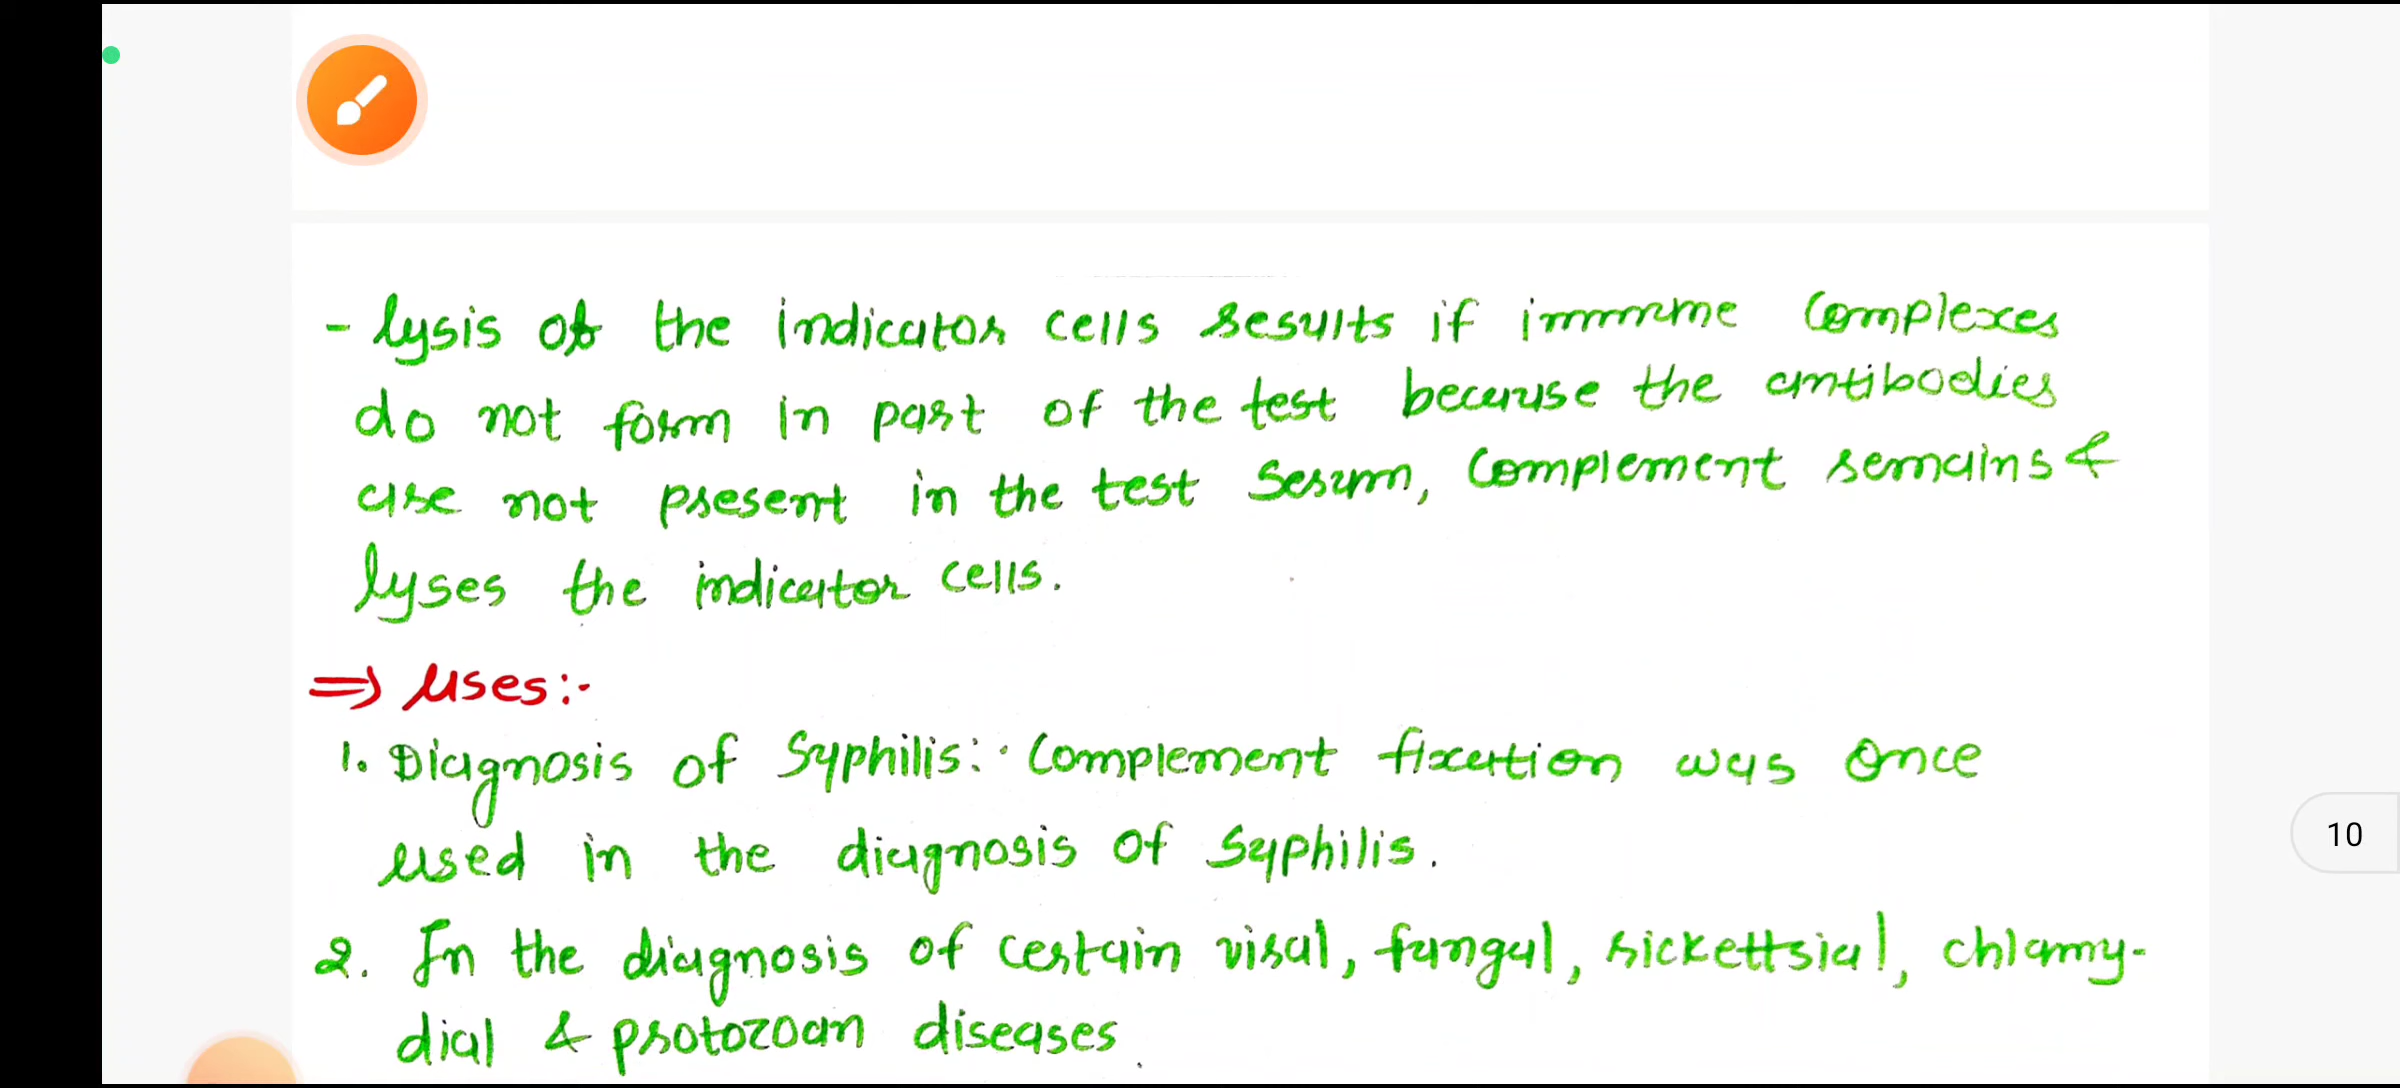 - lysis of the indicator cells results if immune complexes
do not form in part of the test because the antibodies
are not present in the test serum, complement remains &
lyses the indicator cells.
⇒ Uses:-
1. Diagnosis of Syphilis:- Complement fixation was once
used in the diagnosis of Syphilis.
2. In the diagnosis of certain viral, fungal, rickettsial, chlamy-
dial & protozoan diseases.
10